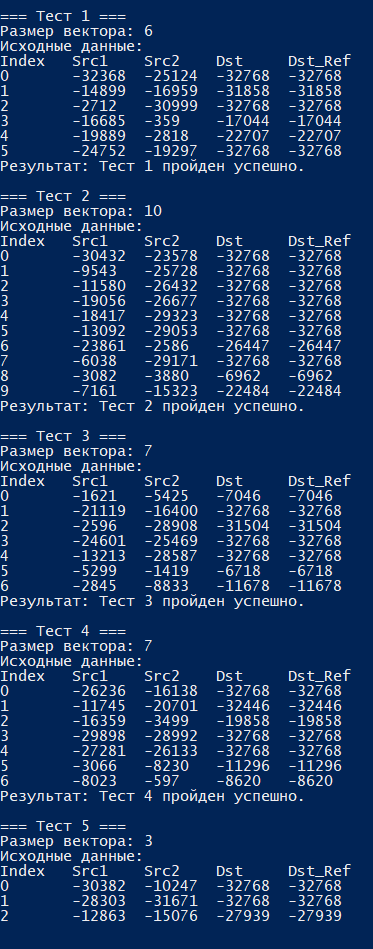 === Тест 1 ===
Размер вектора: 6
Исходные данные:
Index Src1 Src2 Dst Dst_Ref
0 -32368 -25124 -32768 -32768
1 -14899 -16959 -31858 -31858
2 -2712 -30999 -32768 -32768
3 -16685 -359 -17044 -17044
4 -19889 -2818 -22707 -22707
5 -24752 -19297 -32768 -32768
Результат: Тест 1 пройден успешно.
=== Тест 2 ===
Размер вектора: 10
Исходные данные:
Index Src1 Src2 Dst Dst_Ref
0 -30432 -23578 -32768 -32768
1 -9543 -25728 -32768 -32768
2 -11580 -26432 -32768 -32768
3 -19056 -26677 -32768 -32768
4 -18417 -29323 -32768 -32768
5 -13092 -29053 -32768 -32768
6 -23861 -2586 -26447 -26447
7 -6038 -29171 -32768 -32768
8 -3082 -3880 -6962 -6962
9 -7161 -15323 -22484 -22484
Результат: Тест 2 пройден успешно.
=== Тест 3 ===
Размер вектора: 7
Исходные данные:
Index Src1 Src2 Dst Dst_Ref
0 -1621 -5425 -7046 -7046
1 -21119 -16400 -32768 -32768
2 -2596 -28908 -31504 -31504
3 -24601 -25469 -32768 -32768
4 -13213 -28587 -32768 -32768
5 -5299 -1419 -6718 -6718
6 -2845 -8833 -11678 -11678
Результат: Тест 3 пройден успешно.
=== Тест 4 ===
Размер вектора: 7
Исходные данные:
Index Src1 Src2 Dst Dst_Ref
0 -26236 -16138 -32768 -32768
1 -11745 -20701 -32446 -32446
2 -16359 -3499 -19858 -19858
3 -29898 -28992 -32768 -32768
4 -27281 -26133 -32768 -32768
5 -3066 -8230 -11296 -11296
6 -8023 -597 -8620 -8620
Результат: Тест 4 пройден успешно.
=== Тест 5 ===
Размер вектора: 3
Исходные данные:
Index Src1 Src2 Dst Dst_Ref
0 -30382 -10247 -32768 -32768
1 -28303 -31671 -32768 -32768
2 -12863 -15076 -27939 -27939